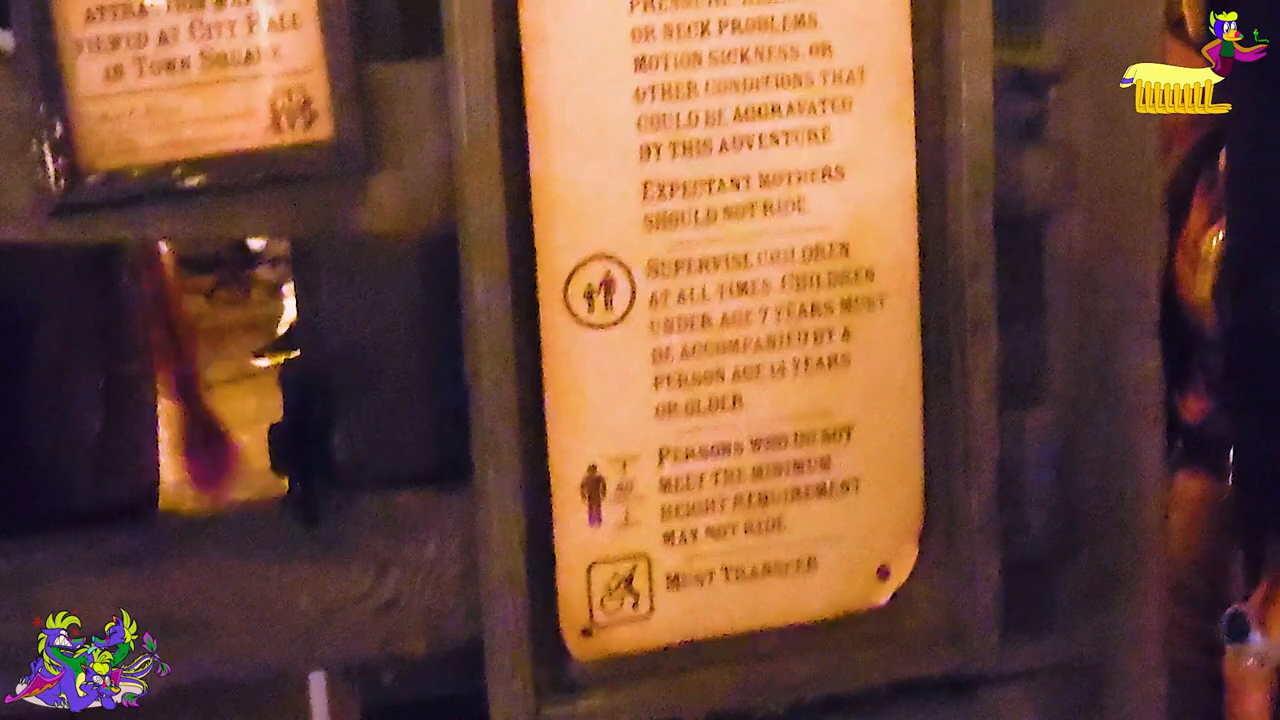 VIEWED AT CITY HALL
IN TOWN SQUARE
OR NECK PROBLEMS,
MOTION SICKNESS, OR
OTHER CONDITIONS THAT
COULD BE AGGRAVATED
BY THIS ADVENTURE
EXPECTANT MOTHERS
SHOULD NOT RIDE
SUPERVISE CHILDREN
AT ALL TIMES. CHILDREN
UNDER AGE 7 YEARS MUST
BE ACCOMPANIED BY A
PERSON AGE 14 YEARS
OR OLDER
PERSONS WHO DO NOT
MEET THE MINIMUM
HEIGHT REQUIREMENT
MAY NOT RIDE
MUST TRANSFER